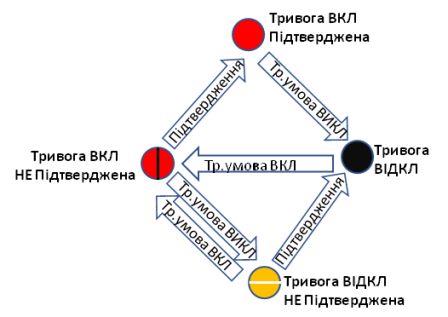 Тривога ВКЛ
Підтверджена
Підтвердження
Тр.умова ВИКЛ
Тривога ВКЛ
НЕ Підтверджена
Тр.умова ВКЛ
Тривога
ВІДКЛ
Тр.умова ВИКЛ
Тр.умова ВКЛ
Підтвердження
Тривога ВІДКЛ
НЕ Підтверджена